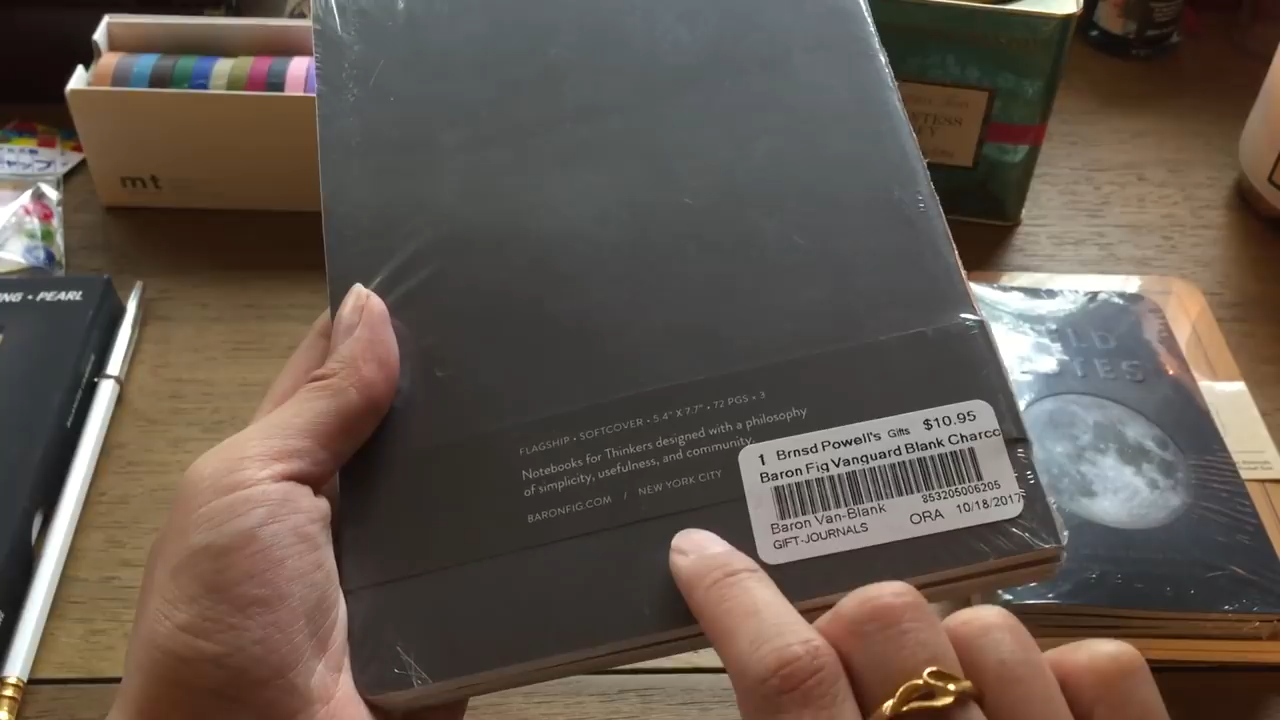 mt
NG • PEARL
FLAGSHIP • SOFTCOVER • 5.4" X 7.7" • 72 PGS × 3
Notebooks for Thinkers designed with a philosophy
of simplicity, usefulness, and community.
BARONFIG.COM / NEW YORK CITY
1 Brnsd Powell's Gifts $10.95
Baron Fig Vanguard Blank Charco
853205006205
Baron Van-Blank
GIFT-JOURNALS
ORA 10/18/2017